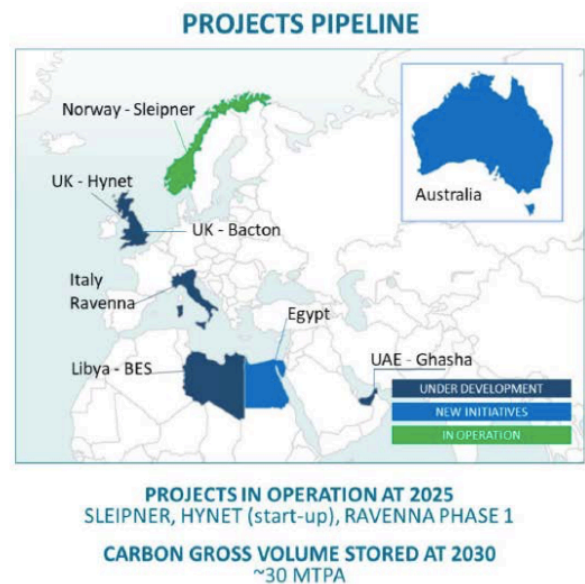 PROJECTS PIPELINE
Norway - Sleipner
UK - Hynet
UK - Bacton
Italy
Ravenna
Egypt
Libya - BES
UAE - Ghasha
Australia
UNDER DEVELOPMENT
NEW INITIATIVES
IN OPERATION
PROJECTS IN OPERATION AT 2025
SLEIPNER, HYNET (start-up), RAVENNA PHASE 1
CARBON GROSS VOLUME STORED AT 2030
~30 MTPA